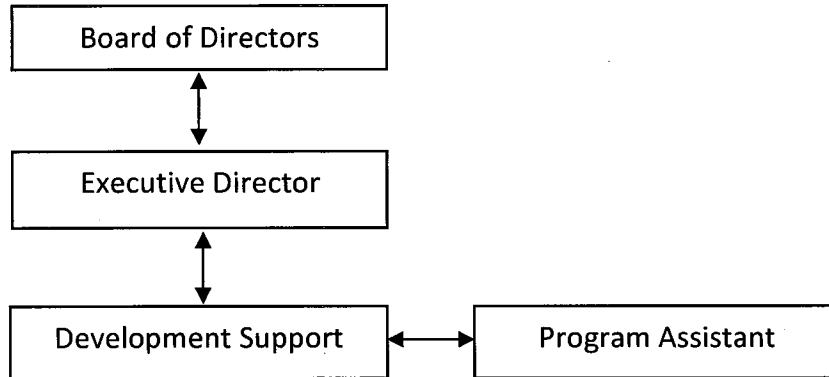 Board of Directors
Executive Director
Development Support
Program Assistant